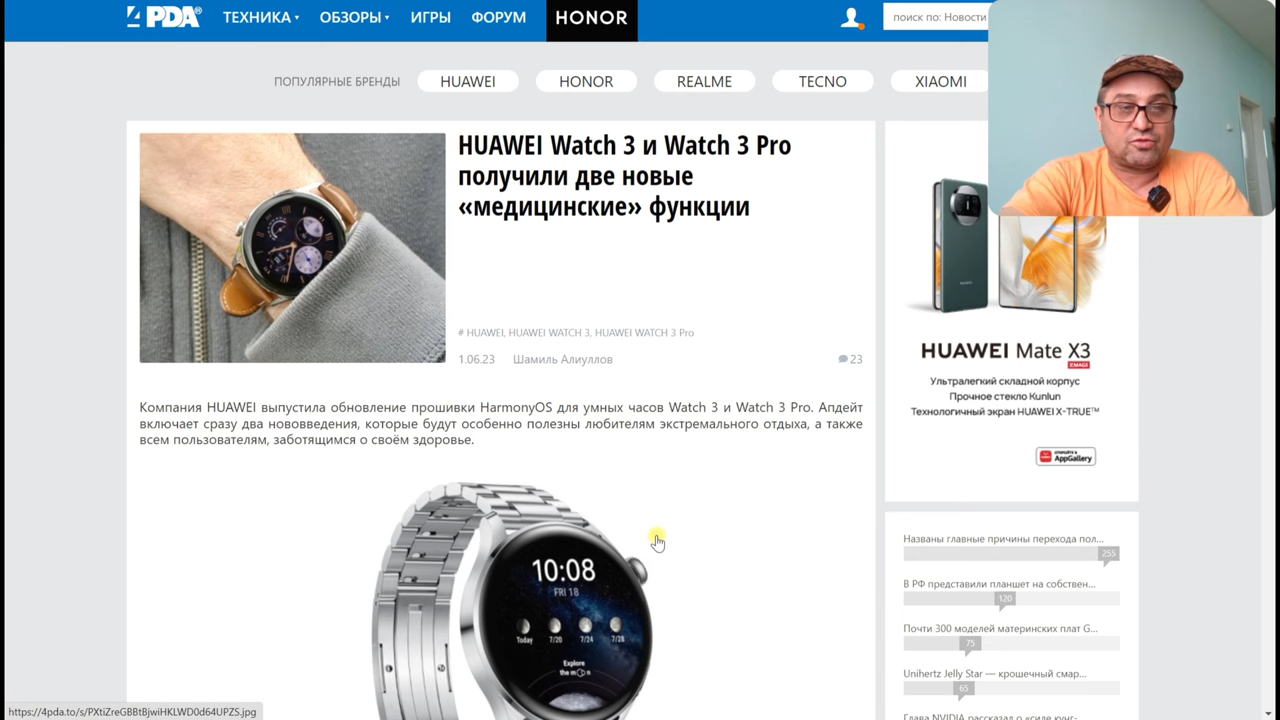 4PDA®
ТЕХНИКА
ОБЗОРЫ
ИГРЫ
ФОРУМ
HONOR
поиск по: Новости
ПОПУЛЯРНЫЕ БРЕНДЫ
HUAWEI
HONOR
REALME
TECNO
XIAOMI
HUAWEI Watch 3 и Watch 3 Pro
получили две новые
«медицинские» функции
# HUAWEI, HUAWEI WATCH 3, HUAWEI WATCH 3 Pro
1.06.23
Шамиль Алиуллов
23
Компания HUAWEI выпустила обновление прошивки HarmonyOS для умных часов Watch 3 и Watch 3 Pro. Апдейт
включает сразу два нововведения, которые будут особенно полезны любителям экстремального отдыха, а также
всем пользователям, заботящимся о своём здоровье.
10:08
FRI 18
Today 7/20 7/24 7/28
Explore
HUAWEI Mate X3
XMAGE
Ультралегкий складной корпус
Прочное стекло Kunlun
Технологичный экран HUAWEI X-TRUE™
AppGallery
Названы главные причины перехода пол...
255
В РФ представили планшет на собствен...
120
Почти 300 моделей материнских плат G...
75
Unihertz Jelly Star — крошечный смар...
65
Глава NVIDIA рассказал о «силе кунг-
https://4pda.to/s/PXtiZreGBBtBjwiHKLWD0d64UPZS.jpg